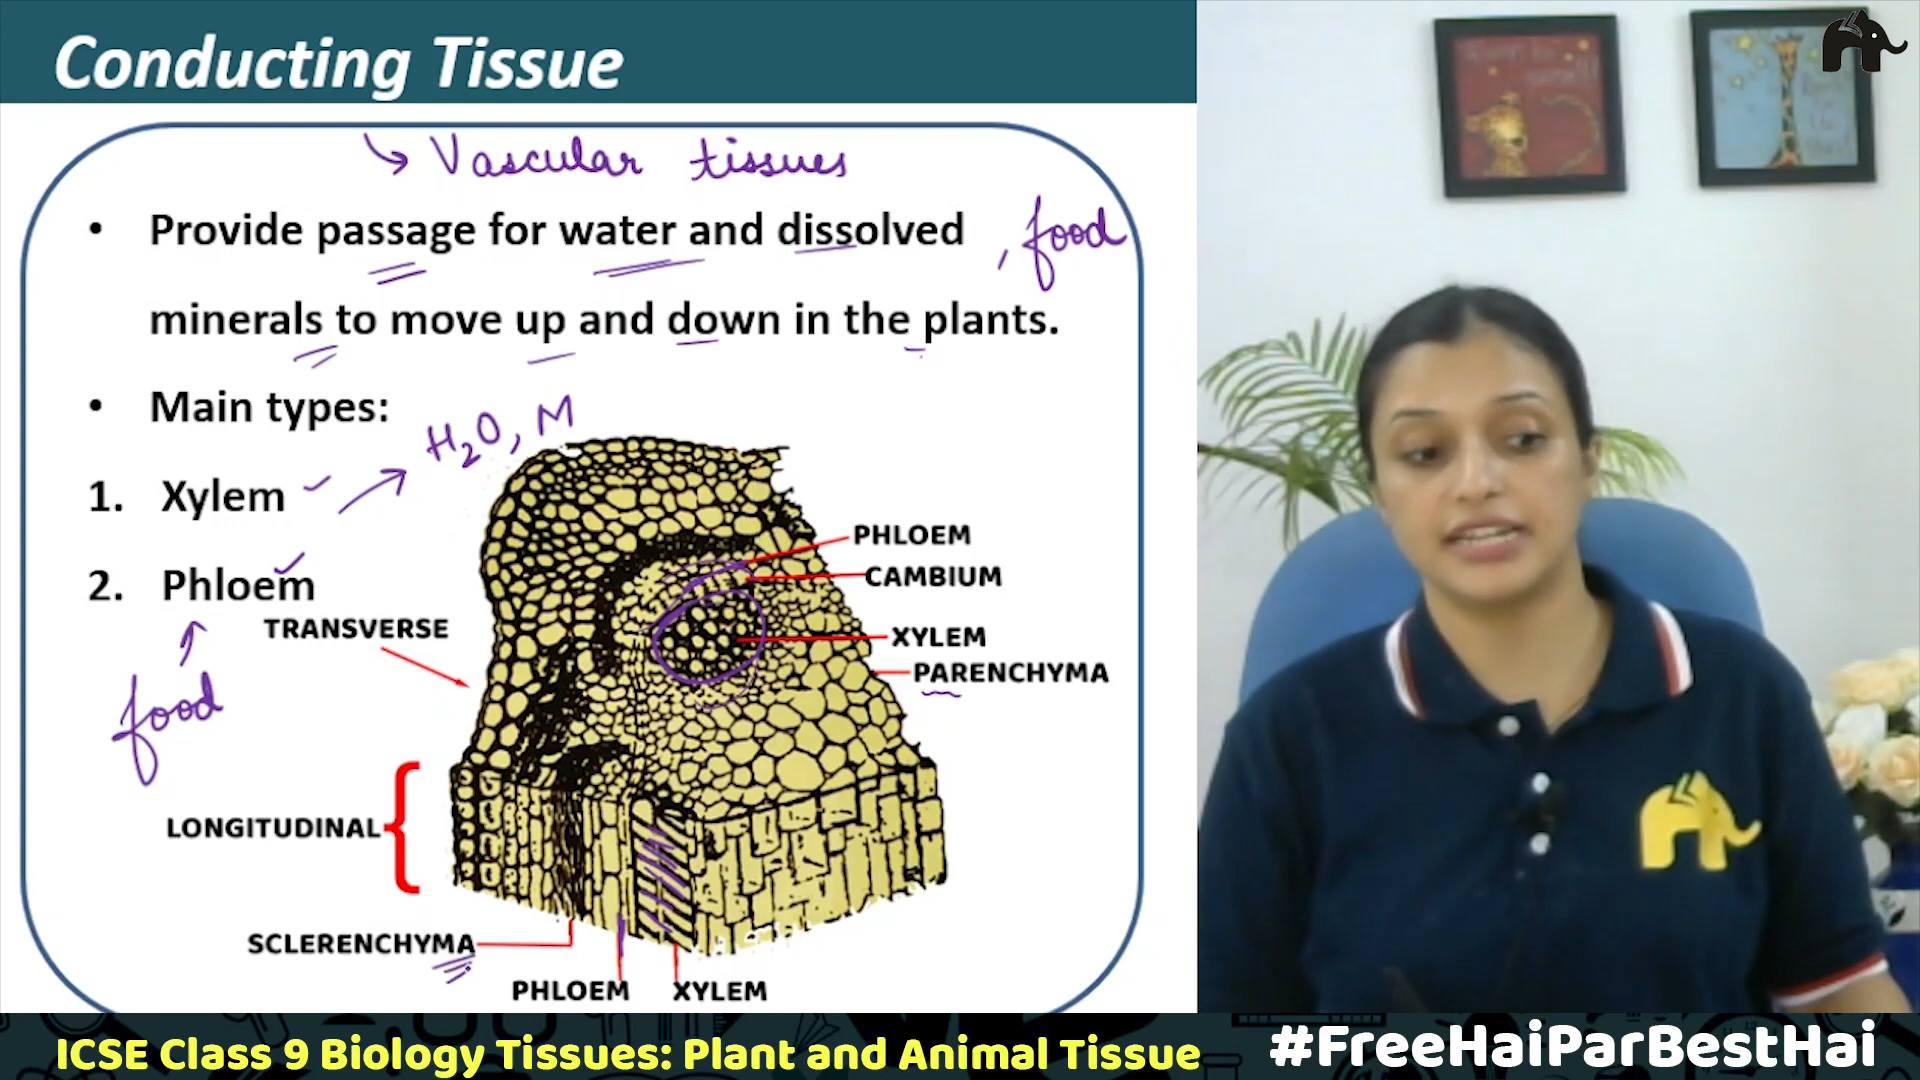 Conducting Tissue
↳ Vascular tissues
• Provide passage for water and dissolved , food
minerals to move up and down in the plants.
• Main types:
H₂O, M
1. Xylem
2. Phloem
food
PHLOEM
CAMBIUM
XYLEM
PARENCHYMA
TRANSVERSE
LONGITUDINAL
SCLERENCHYMA
PHLOEM XYLEM
ICSE Class 9 Biology Tissues: Plant and Animal Tissue
#FreeHaiParBestHai